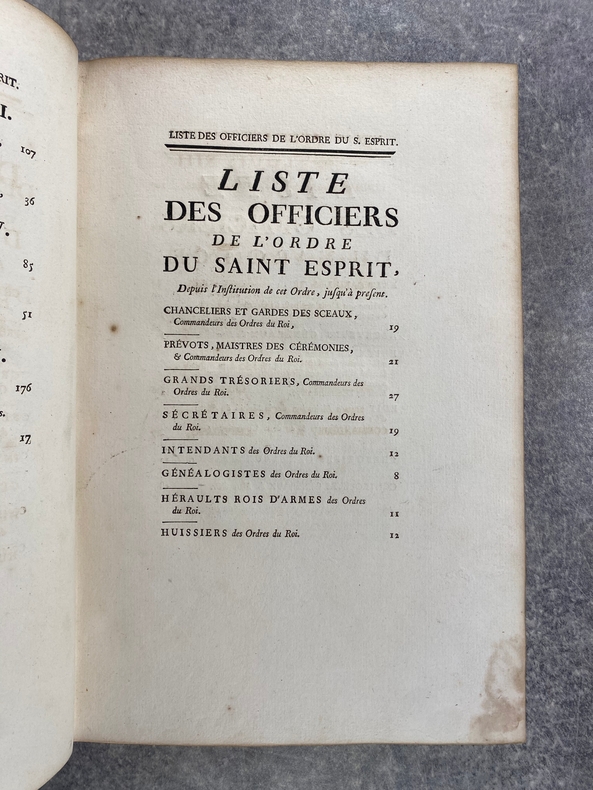 RIT.
I.
107
36
85
51
176
s.
17
LISTE DES OFFICIERS DE L'ORDRE DU S. ESPRIT.
LISTE
DES OFFICIERS
DE L'ORDRE
DU SAINT ESPRIT,
Depuis l'Inſtitution de cet Ordre, juſqu'à preſent.
CHANCELIERS ET GARDES DES SCEAUX,
Commandeurs des Ordres du Roi, 19
PRÉVOTS, MAISTRES DES CÉRÉMONIES,
& Commandeurs des Ordres du Roi. 21
GRANDS TRÉSORIERS, Commandeurs des
Ordres du Roi. 27
SÉCRÉTAIRES, Commandeurs des Ordres
du Roi. 19
INTENDANTS des Ordres du Roi. 12
GÉNÉALOGISTES des Ordres du Roi. 8
HÉRAULTS ROIS D'ARMES des Ordres
du Roi. 11
HUISSIERS des Ordres du Roi. 12